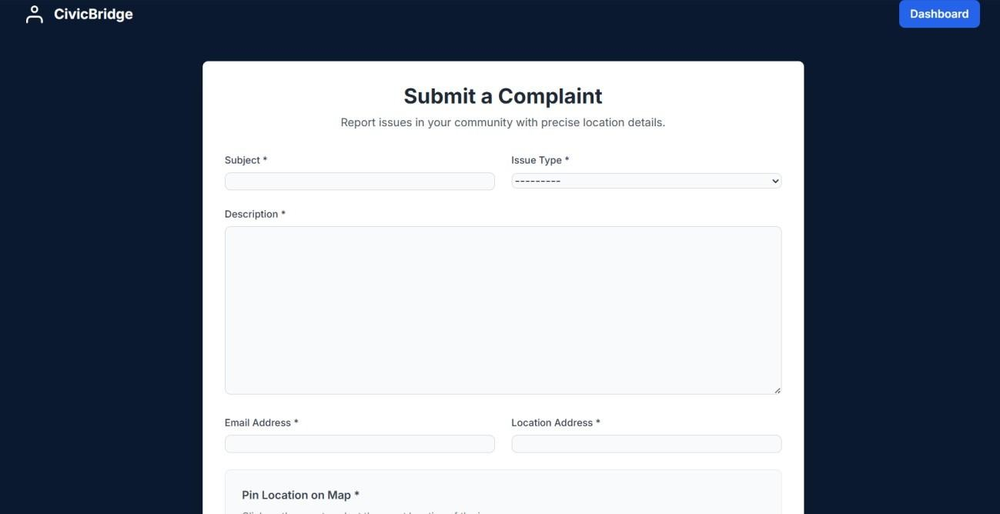 CivicBridge
Dashboard
Submit a Complaint
Report issues in your community with precise location details.
Subject *
Issue Type *
---------
Description *
Email Address *
Location Address *
Pin Location on Map *